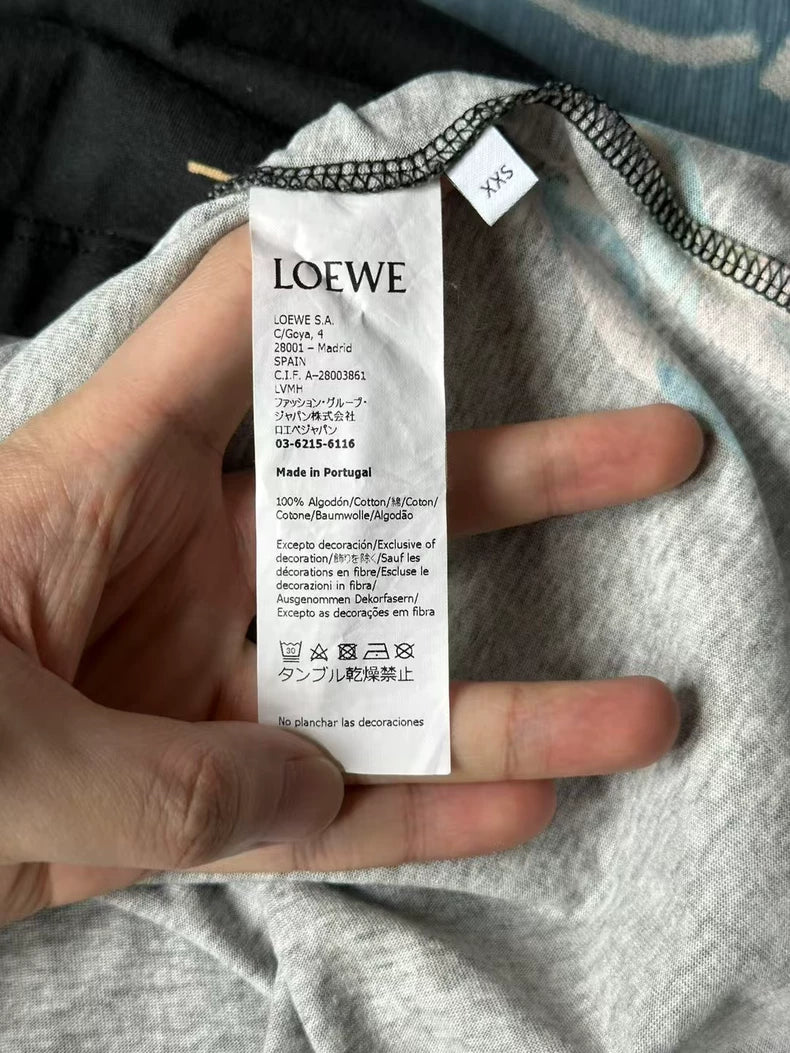 XXS
LOEWE
LOEWE S.A.
C/Goya, 4
28001 – Madrid
SPAIN
C.I.F. A–28003861
LVMH
ファッション・グループ・
ジャパン株式会社
ロエベジャパン
03-6215-6116
Made in Portugal
100% Algodón/Cotton/綿/Coton/
Cotone/Baumwolle/Algodão
Excepto decoración/Exclusive of
decoration/飾りを除く/Sauf les
décorations en fibre/Escluse le
decorazioni in fibra/
Ausgenommen Dekorfasern/
Excepto as decorações em fibra
30
タンブル乾燥禁止
No planchar las decoraciones